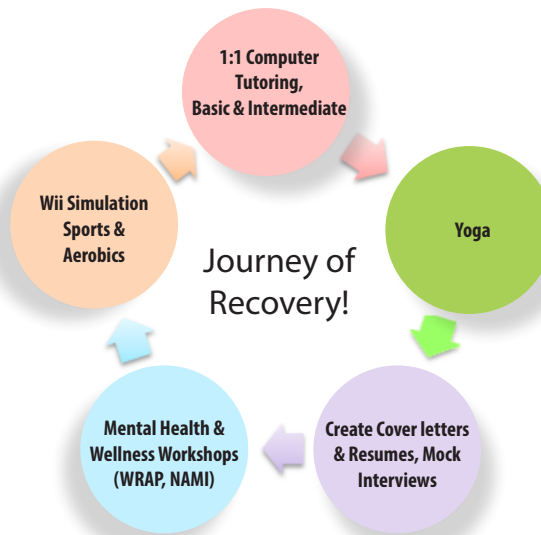 1:1 Computer
Tutoring,
Basic & Intermediate
Yoga
Create Cover letters
& Resumes, Mock
Interviews
Mental Health &
Wellness Workshops
(WRAP, NAMI)
Wii Simulation
Sports &
Aerobics
Journey of
Recovery!